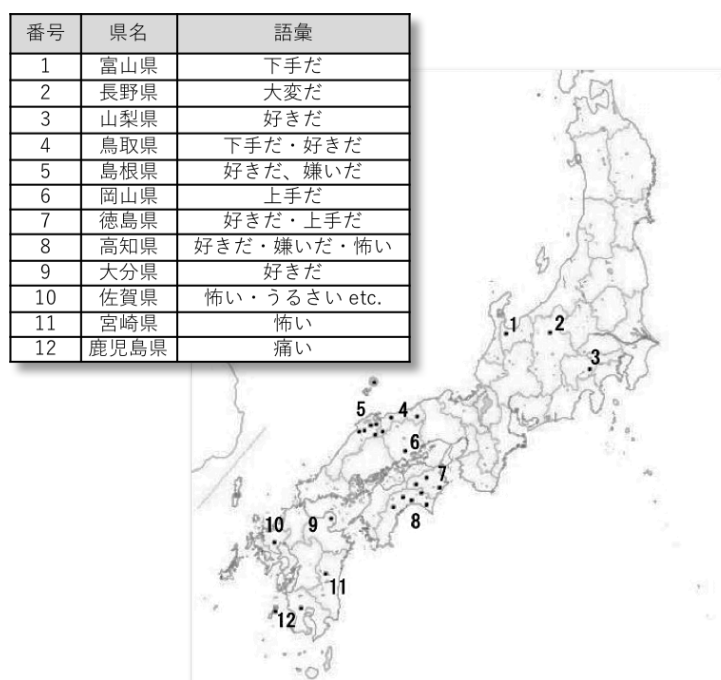 番号 県名 語彙
1 富山県 下手だ
2 長野県 大変だ
3 山梨県 好きだ
4 鳥取県 下手だ・好きだ
5 島根県 好きだ、嫌いだ
6 岡山県 上手だ
7 徳島県 好きだ・上手だ
8 高知県 好きだ・嫌いだ・怖い
9 大分県 好きだ
10 佐賀県 怖い・うるさい etc.
11 宮崎県 怖い
12 鹿児島県 痛い
1 2
3
5 4
6
7
8
10 9
11
12